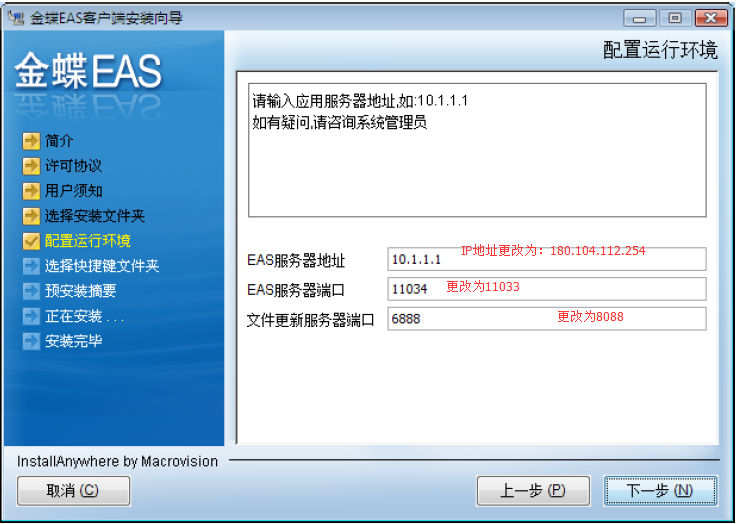 金蝶EAS客户端安装向导
配置运行环境
金蝶EAS
简介
许可协议
用户须知
选择安装文件夹
配置运行环境
选择快捷键文件夹
预安装摘要
正在安装...
安装完毕
请输入应用服务器地址,如:10.1.1.1
如有疑问,请咨询系统管理员
EAS服务器地址 10.1.1.1 IP地址更改为：180.104.112.254
EAS服务器端口 11034 更改为11033
文件更新服务器端口 6888 更改为8088
InstallAnywhere by Macrovision
取消(C) 上一步(P) 下一步(N)